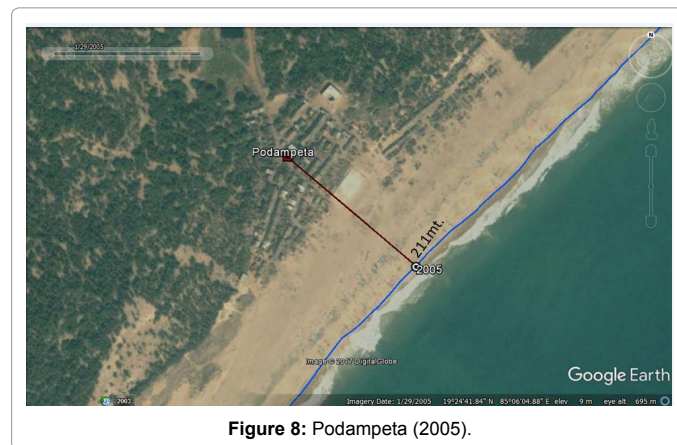 1/29/2005
N
Podampeta
211mt.
2005
Image © 2017 DigitalGlobe
Google Earth
2003
Imagery Date: 1/29/2005 19°24'41.84" N 85°06'04.88" E elev 9 m eye alt 695 m
Figure 8: Podampeta (2005).